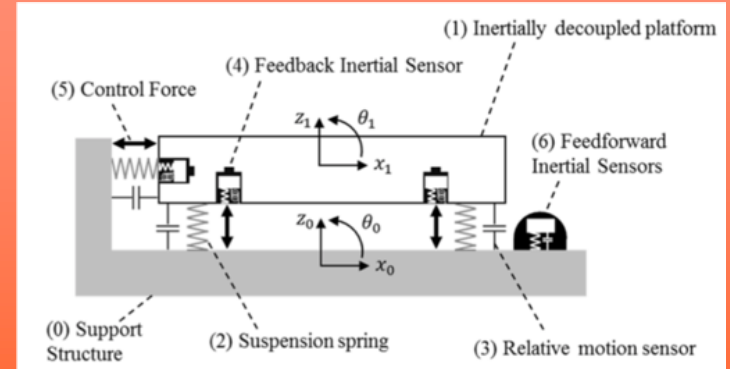 (1) Inertially decoupled platform
(4) Feedback Inertial Sensor
(5) Control Force
z₁
θ₁
x₁
(6) Feedforward
Inertial Sensors
z₀
θ₀
x₀
(0) Support
Structure
(2) Suspension spring
(3) Relative motion sensor